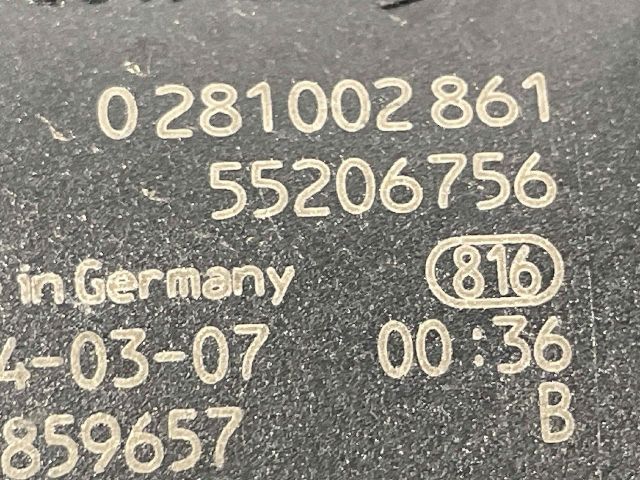 0 281 002 861
55206756
in Germany 816
4-03-07 00:36
859657 B